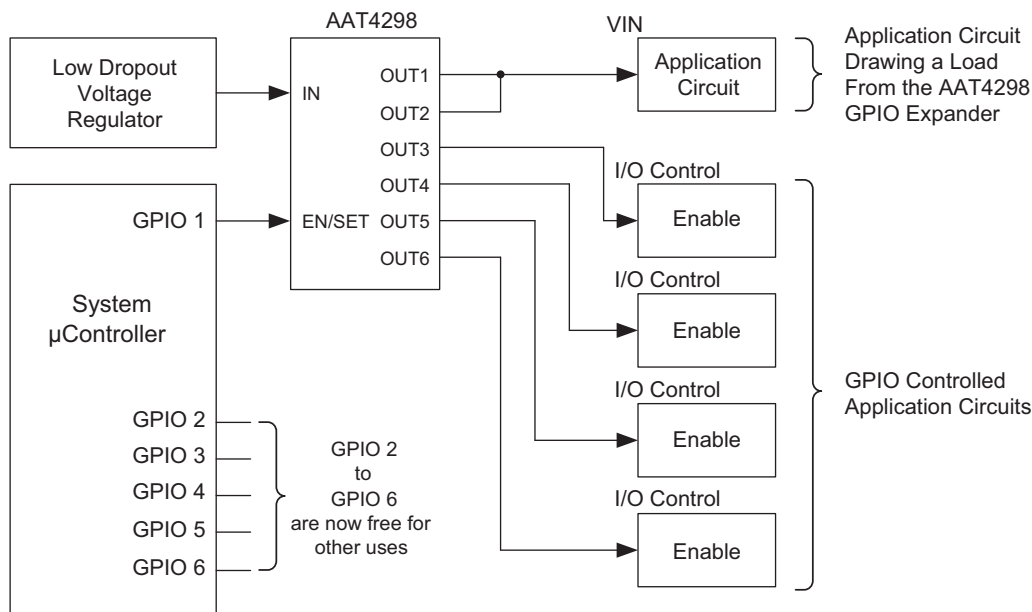 AAT4298
Low Dropout
Voltage
Regulator
IN
EN/SET
OUT1
OUT2
OUT3
OUT4
OUT5
OUT6
VIN
Application
Circuit
Application Circuit
Drawing a Load
From the AAT4298
GPIO Expander
System
µController
GPIO 1
GPIO 2
GPIO 3
GPIO 4
GPIO 5
GPIO 6
GPIO 2
to
GPIO 6
are now free for
other uses
I/O Control
Enable
I/O Control
Enable
I/O Control
Enable
I/O Control
Enable
GPIO Controlled
Application Circuits